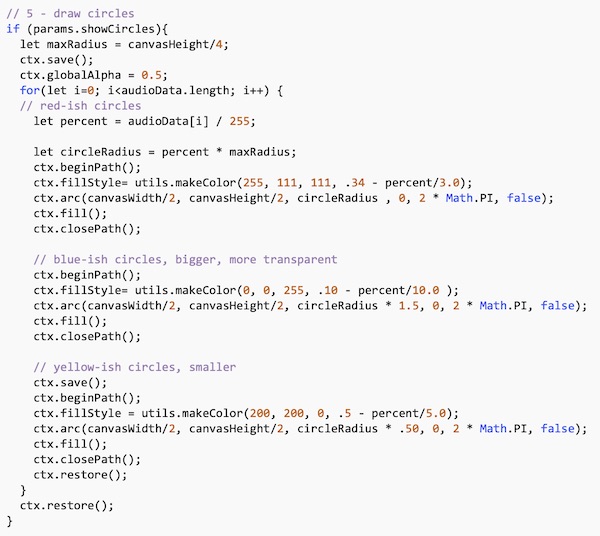 // 5 - draw circles
if (params.showCircles){
  let maxRadius = canvasHeight/4;
  ctx.save();
  ctx.globalAlpha = 0.5;
  for(let i=0; i<audioData.length; i++) {
  // red-ish circles
    let percent = audioData[i] / 255;

    let circleRadius = percent * maxRadius;
    ctx.beginPath();
    ctx.fillStyle= utils.makeColor(255, 111, 111, .34 - percent/3.0);
    ctx.arc(canvasWidth/2, canvasHeight/2, circleRadius , 0, 2 * Math.PI, false);
    ctx.fill();
    ctx.closePath();

    // blue-ish circles, bigger, more transparent
    ctx.beginPath();
    ctx.fillStyle= utils.makeColor(0, 0, 255, .10 - percent/10.0 );
    ctx.arc(canvasWidth/2, canvasHeight/2, circleRadius * 1.5, 0, 2 * Math.PI, false);
    ctx.fill();
    ctx.closePath();

    // yellow-ish circles, smaller
    ctx.save();
    ctx.beginPath();
    ctx.fillStyle = utils.makeColor(200, 200, 0, .5 - percent/5.0);
    ctx.arc(canvasWidth/2, canvasHeight/2, circleRadius * .50, 0, 2 * Math.PI, false);
    ctx.fill();
    ctx.closePath();
    ctx.restore();
  }
  ctx.restore();
}